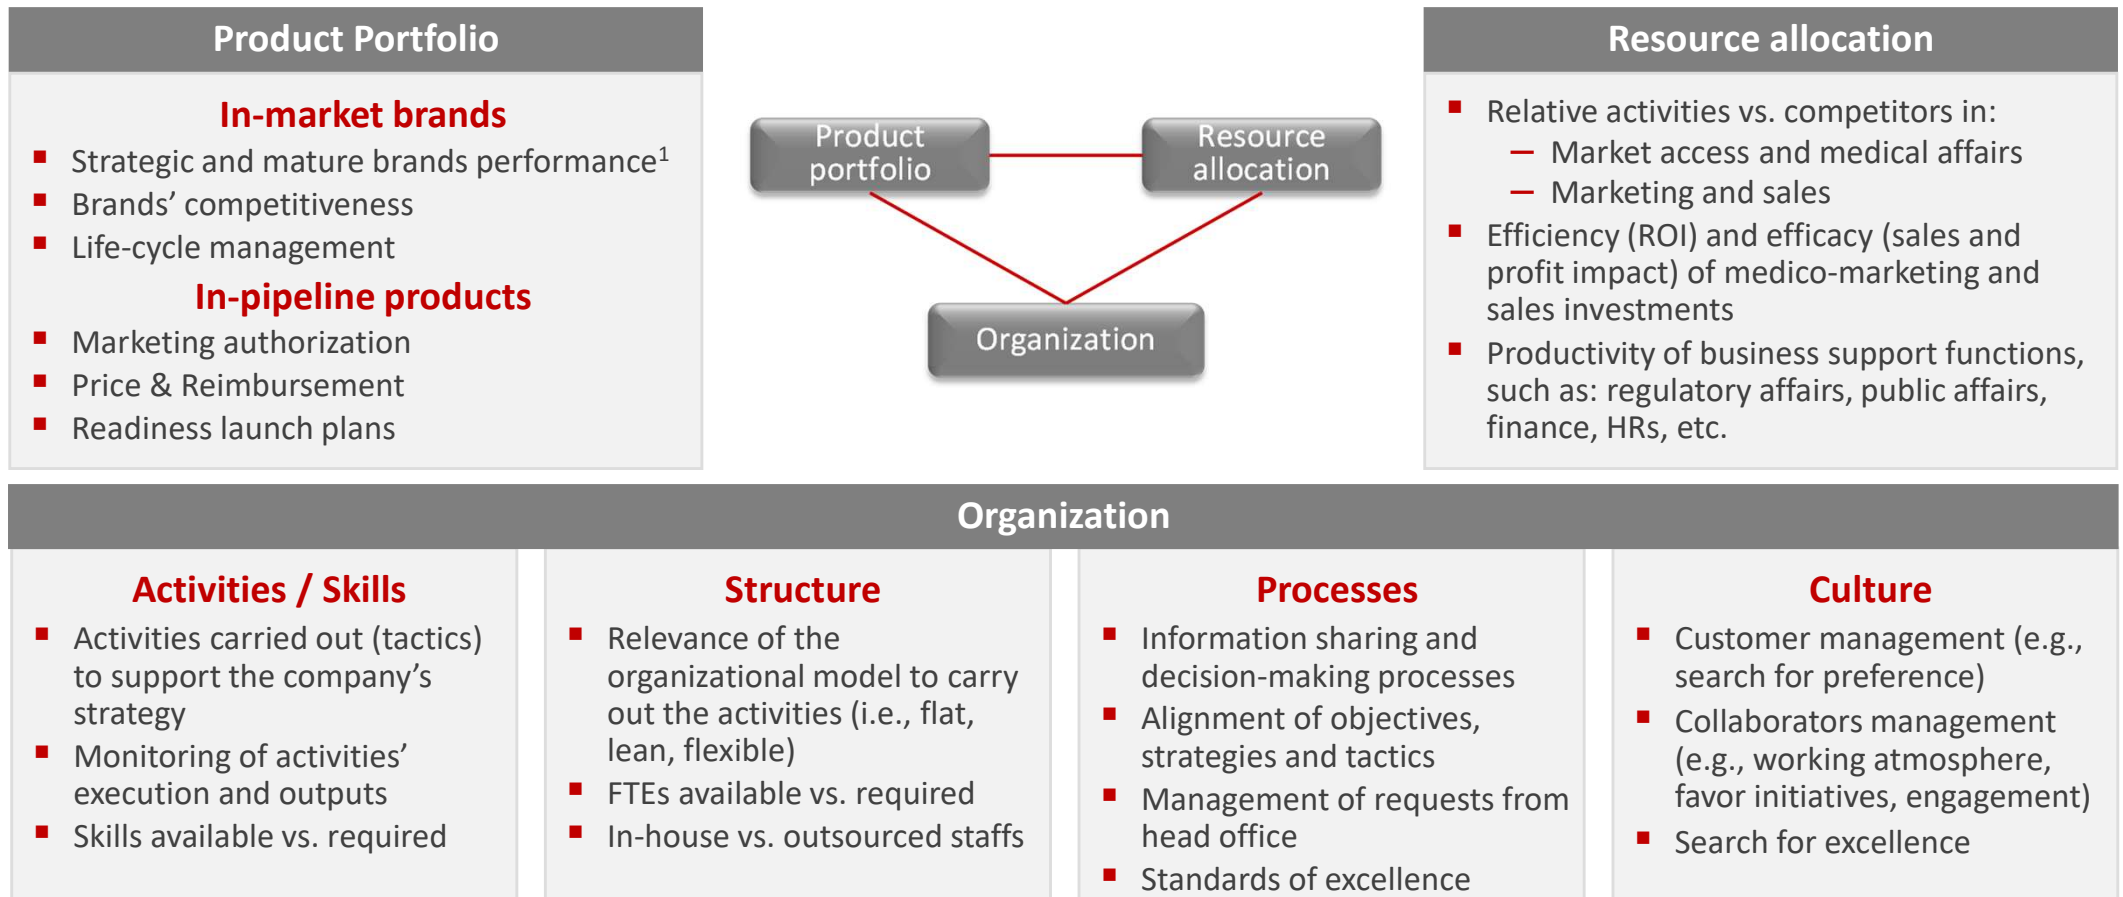 Product Portfolio
In-market brands
▪ Strategic and mature brands performance¹
▪ Brands’ competitiveness
▪ Life-cycle management
In-pipeline products
▪ Marketing authorization
▪ Price & Reimbursement
▪ Readiness launch plans
Product
portfolio
Resource
allocation
Organization
Resource allocation
▪ Relative activities vs. competitors in:
– Market access and medical affairs
– Marketing and sales
▪ Efficiency (ROI) and efficacy (sales and
profit impact) of medico-marketing and
sales investments
▪ Productivity of business support functions,
such as: regulatory affairs, public affairs,
finance, HRs, etc.
Organization
Activities / Skills
▪ Activities carried out (tactics)
to support the company’s
strategy
▪ Monitoring of activities’
execution and outputs
▪ Skills available vs. required
Structure
▪ Relevance of the
organizational model to carry
out the activities (i.e., flat,
lean, flexible)
▪ FTEs available vs. required
▪ In-house vs. outsourced staffs
Processes
▪ Information sharing and
decision-making processes
▪ Alignment of objectives,
strategies and tactics
▪ Management of requests from
head office
▪ Standards of excellence
Culture
▪ Customer management (e.g.,
search for preference)
▪ Collaborators management
(e.g., working atmosphere,
favor initiatives, engagement)
▪ Search for excellence